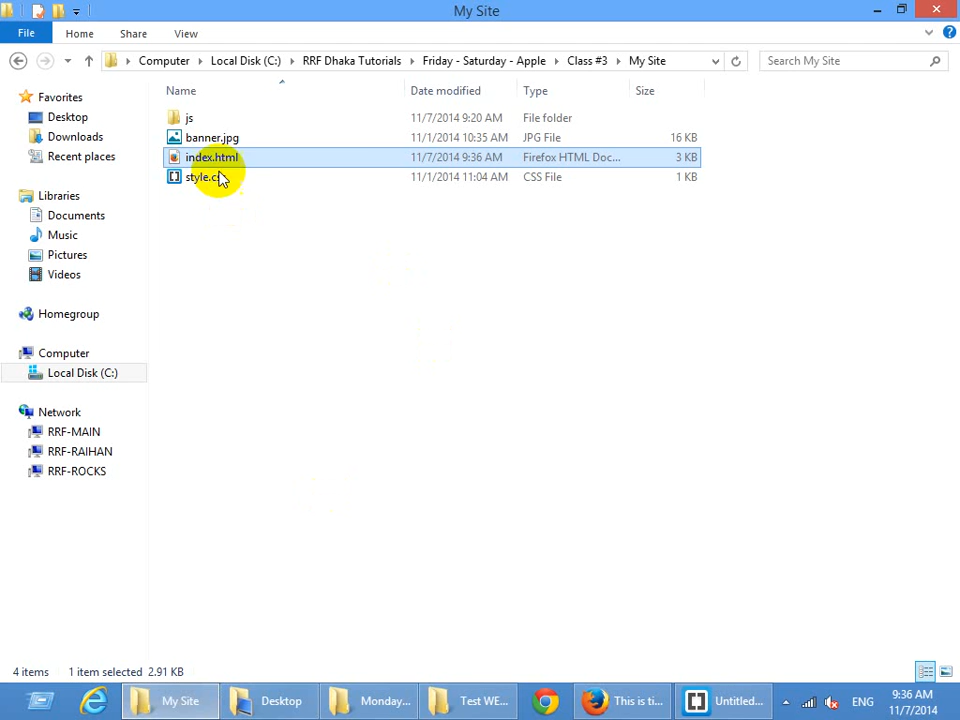 My Site
File Home Share View
Computer Local Disk (C:) RRF Dhaka Tutorials Friday - Saturday - Apple Class #3 My Site Search My Site
Name Date modified Type Size
js 11/7/2014 9:20 AM File folder
banner.jpg 11/1/2014 10:35 AM JPG File 16 KB
index.html 11/7/2014 9:36 AM Firefox HTML Doc... 3 KB
style.cs 11/1/2014 11:04 AM CSS File 1 KB
Favorites
Desktop
Downloads
Recent places
Libraries
Documents
Music
Pictures
Videos
Homegroup
Computer
Local Disk (C:)
Network
RRF-MAIN
RRF-RAIHAN
RRF-ROCKS
4 items 1 item selected 2.91 KB
My Site Desktop Monday... Test WE... This is ti... Untitled... ENG 9:36 AM
11/7/2014